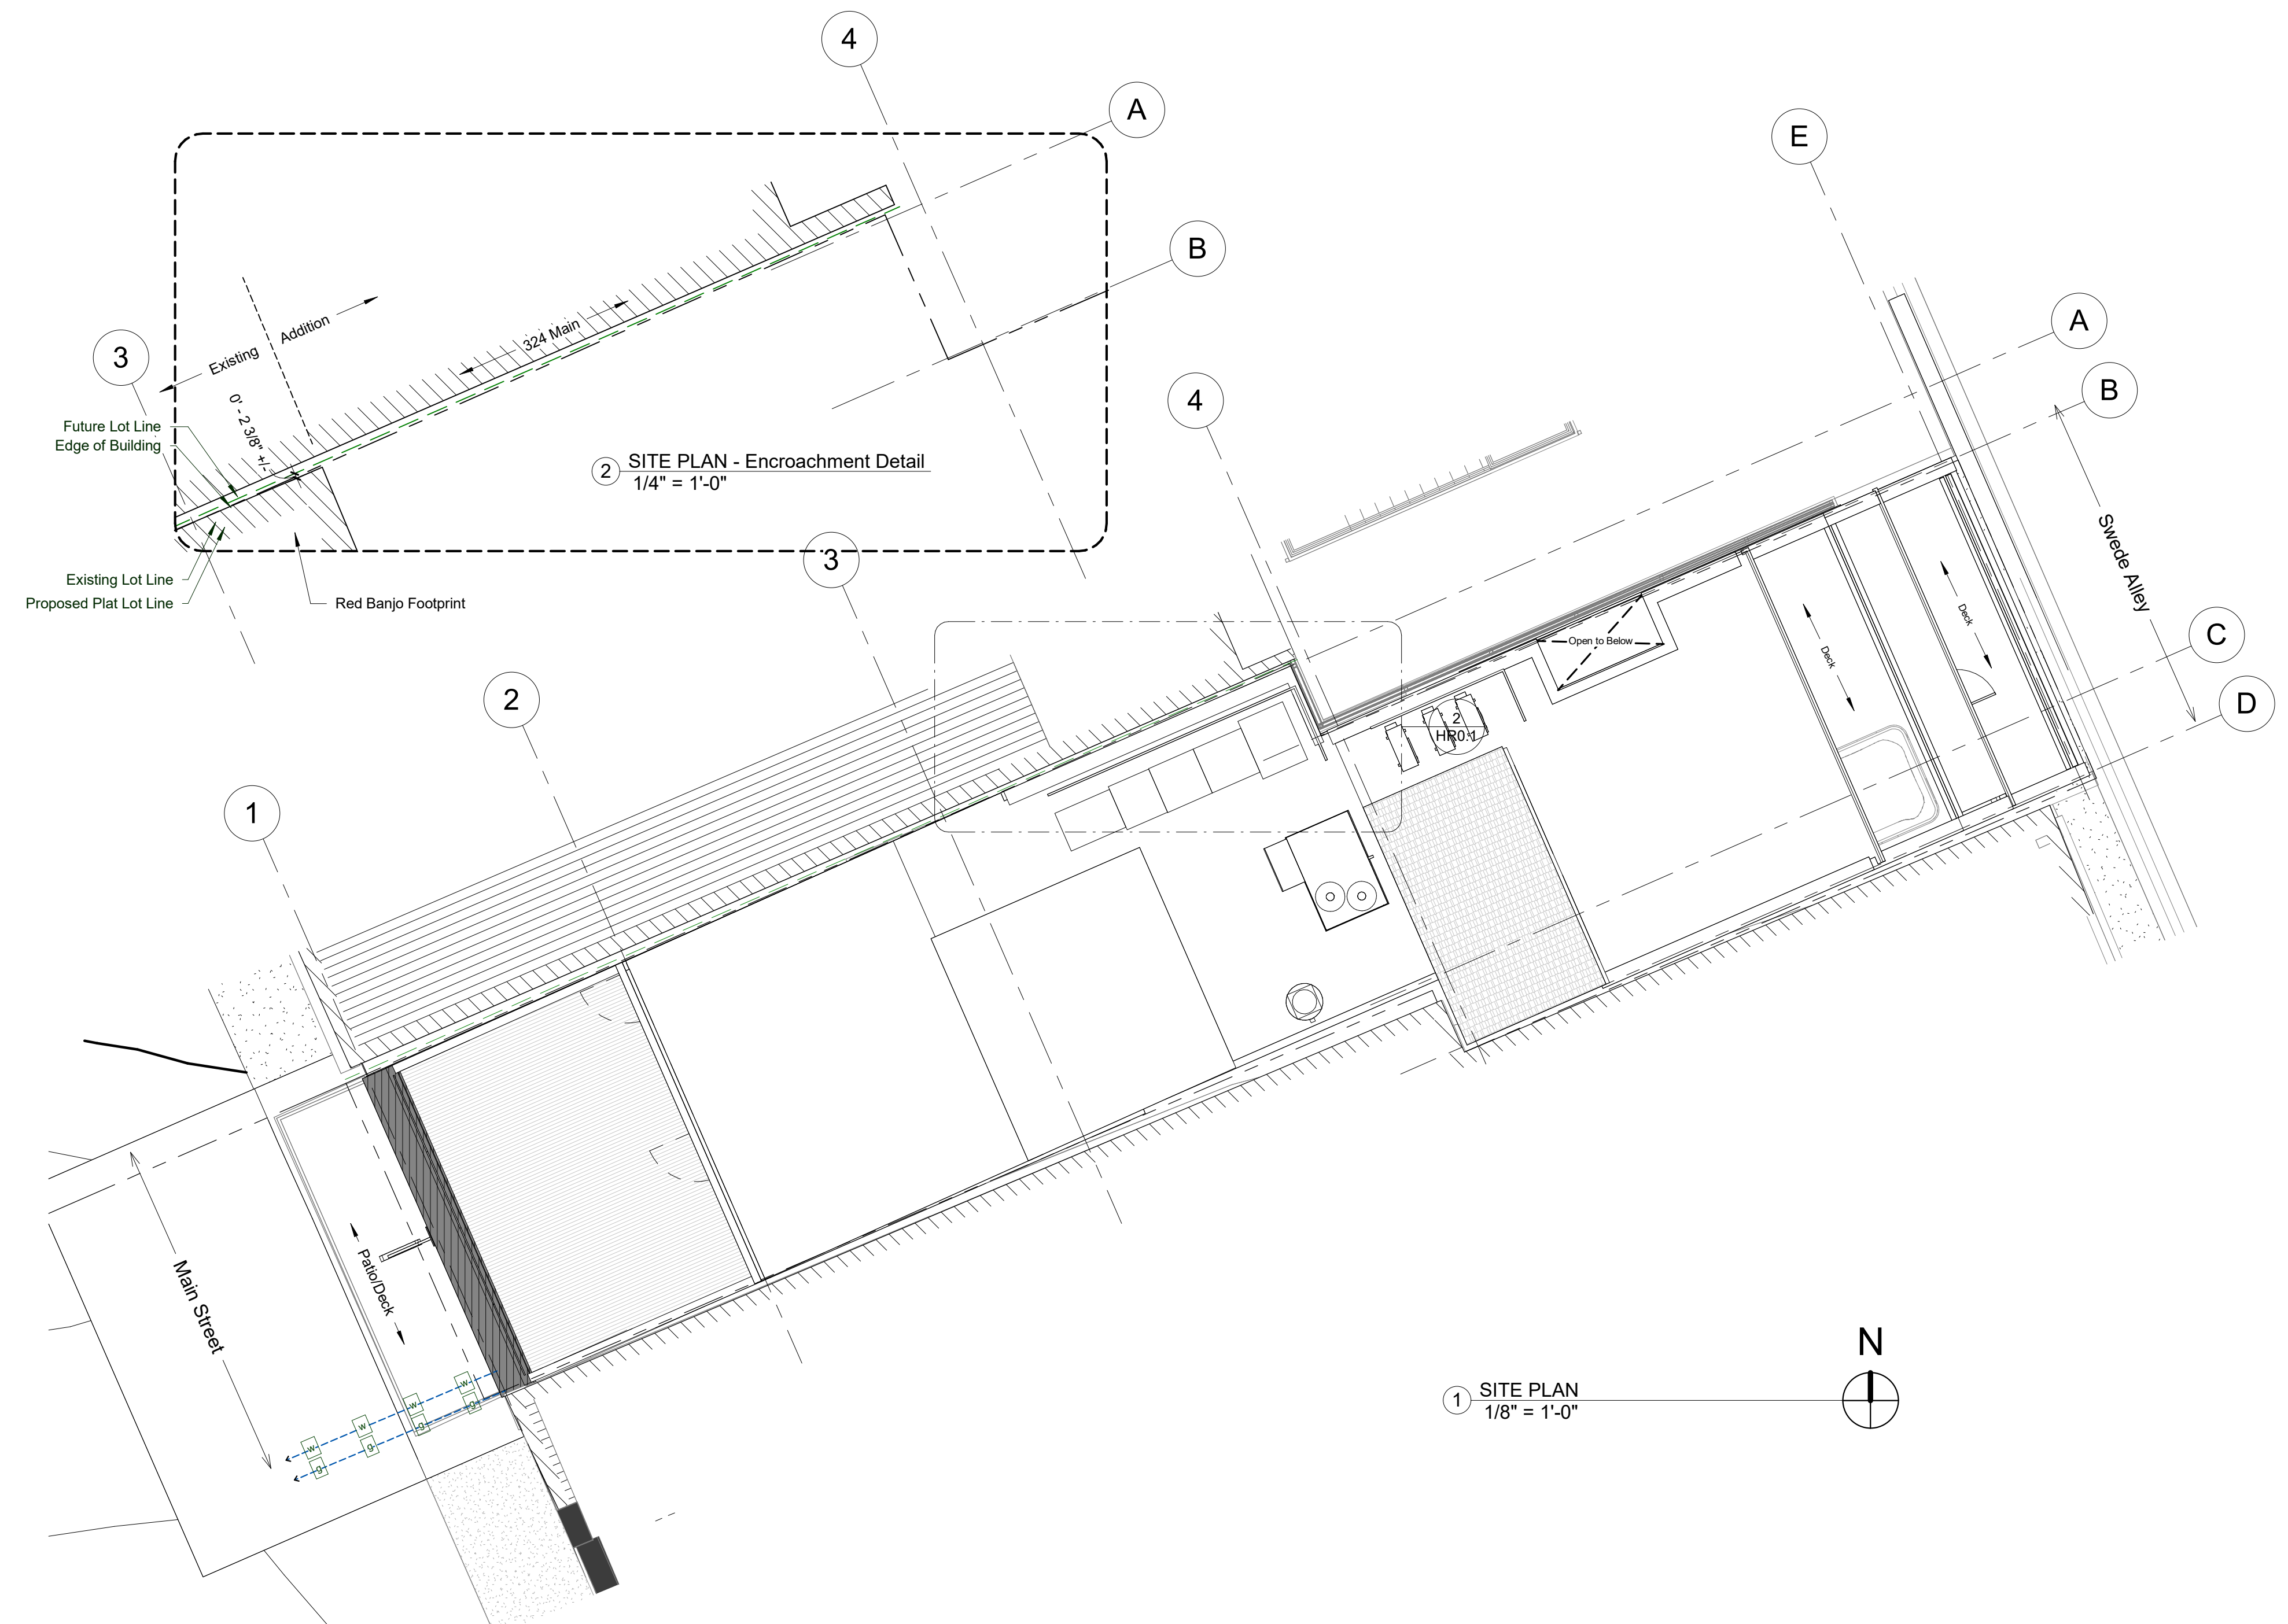 4
A
E
B
A
3
Existing
Addition
324 Main
0' - 2 3/8" +/-
B
4
Future Lot Line
Edge of Building
2
SITE PLAN - Encroachment Detail
1/4" = 1'-0"
Swede Alley
3
Existing Lot Line
Proposed Plat Lot Line
Red Banjo Footprint
Open to Below
Deck
Deck
C
2
D
2
HR0.1
1
Main Street
Patio/Deck
w
w
w
w
g
g
g
g
N
1
SITE PLAN
1/8" = 1'-0"